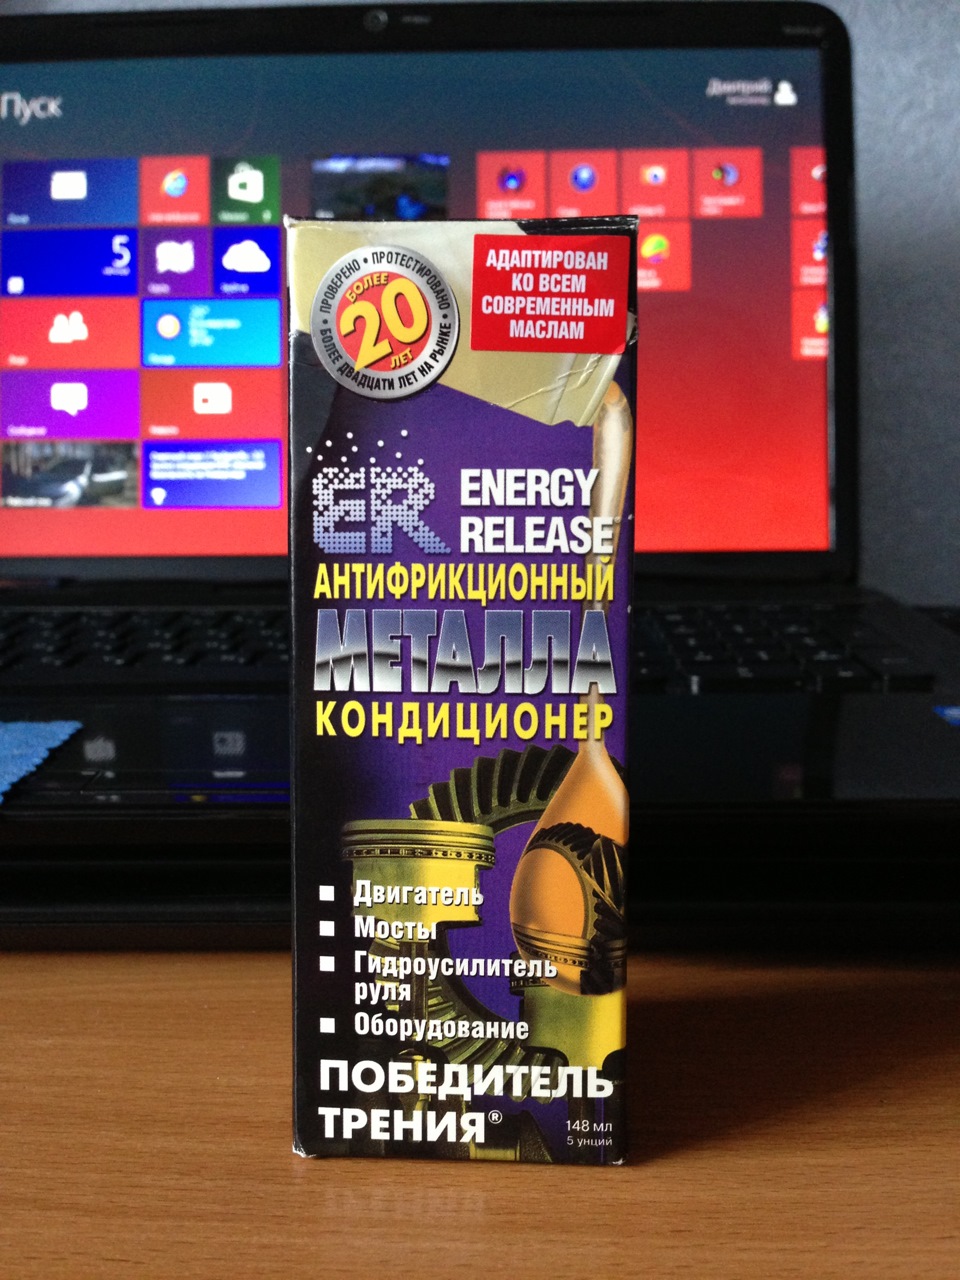 Пуск
Дмитрий
5
ПРОВЕРЕНО • ПРОТЕСТИРОВАНО •
БОЛЕЕ
20
ЛЕТ
БОЛЕЕ ДВАДЦАТИ ЛЕТ НА РЫНКЕ •
АДАПТИРОВАН
КО ВСЕМ
СОВРЕМЕННЫМ
МАСЛАМ
ER ENERGY
RELEASE
АНТИФРИКЦИОННЫЙ
МЕТАЛЛА
КОНДИЦИОНЕР
Двигатель
Мосты
Гидроусилитель
руля
Оборудование
ПОБЕДИТЕЛЬ
ТРЕНИЯ®
148 мл
5 унций